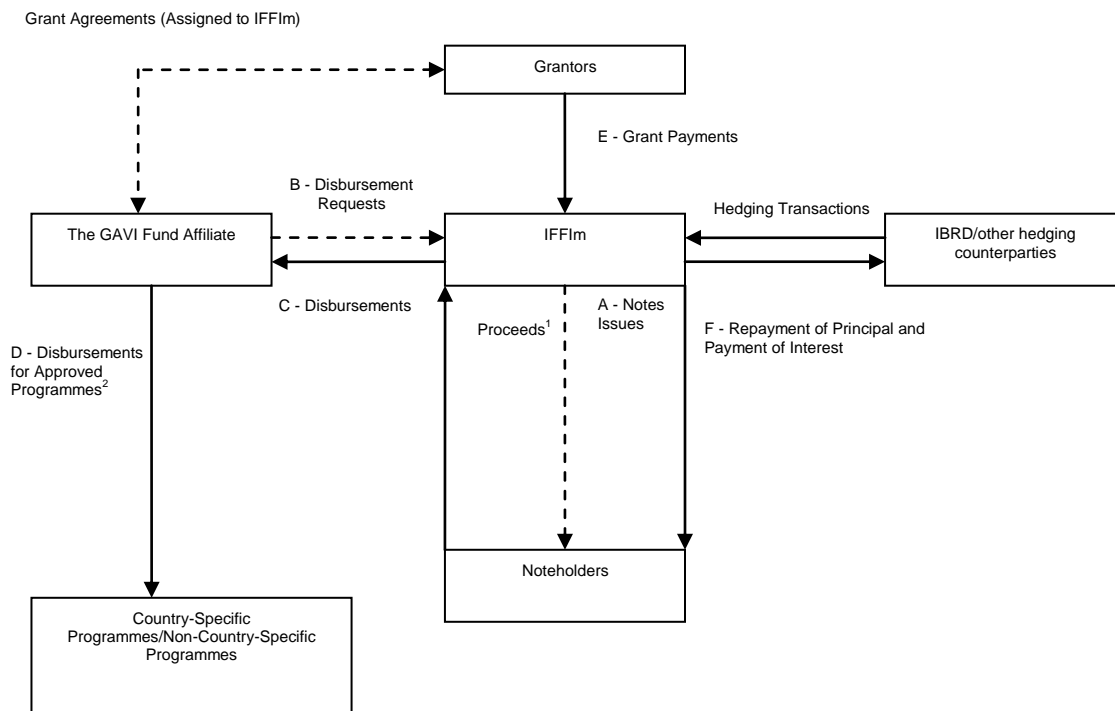 Grant Agreements (Assigned to IFFIm)
Grantors
E - Grant Payments
B - Disbursement
Requests
Hedging Transactions
The GAVI Fund Affiliate
IFFIm
IBRD/other hedging
counterparties
C - Disbursements
Proceeds¹
A - Notes
Issues
F - Repayment of Principal and
Payment of Interest
D - Disbursements
for Approved
Programmes²
Noteholders
Country-Specific
Programmes/Non-Country-Specific
Programmes